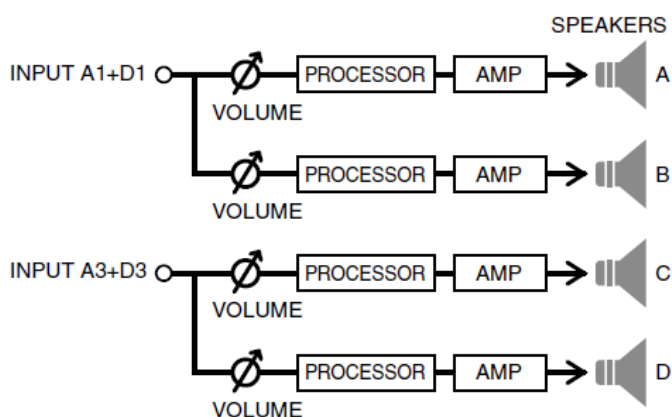 SPEAKERS
INPUT A1+D1
PROCESSOR
AMP
A
VOLUME
PROCESSOR
AMP
B
VOLUME
INPUT A3+D3
PROCESSOR
AMP
C
VOLUME
PROCESSOR
AMP
D
VOLUME